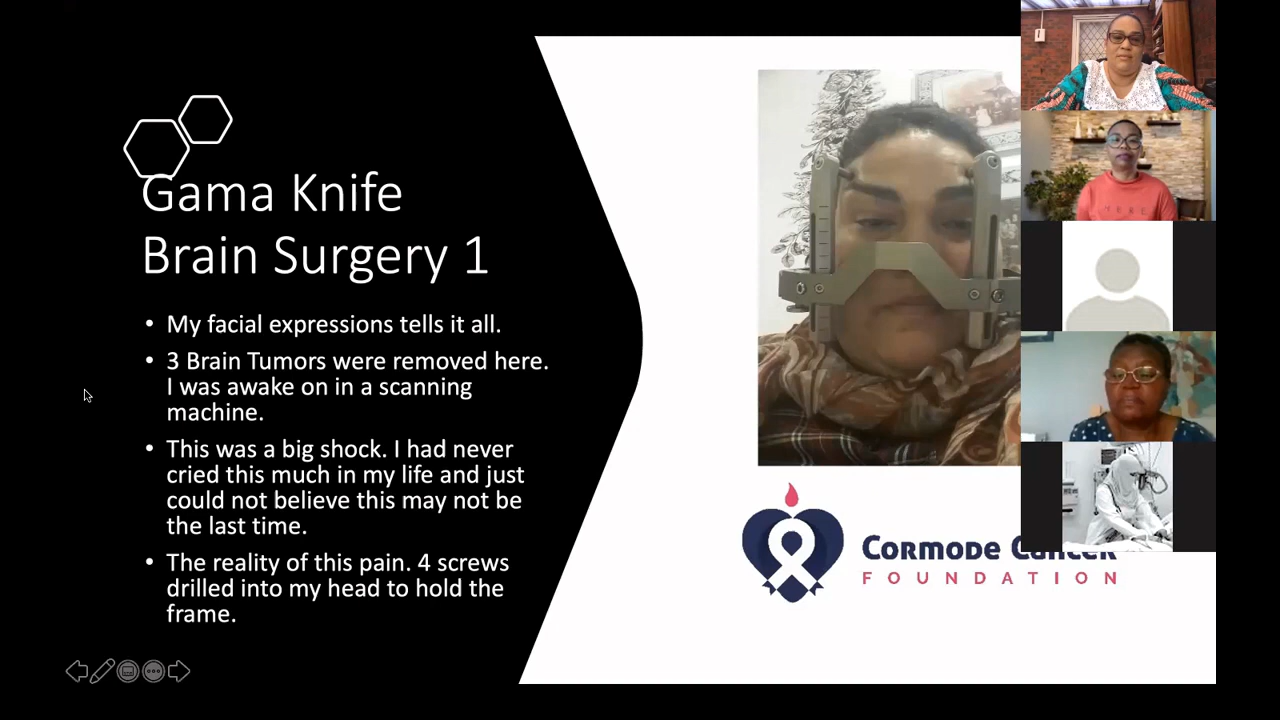 Gama Knife
Brain Surgery 1
• My facial expressions tells it all.
• 3 Brain Tumors were removed here.
I was awake on in a scanning
machine.
• This was a big shock. I had never
cried this much in my life and just
could not believe this may not be
the last time.
• The reality of this pain. 4 screws
drilled into my head to hold the
frame.
Cormode Cancer
FOUNDATION
HERE